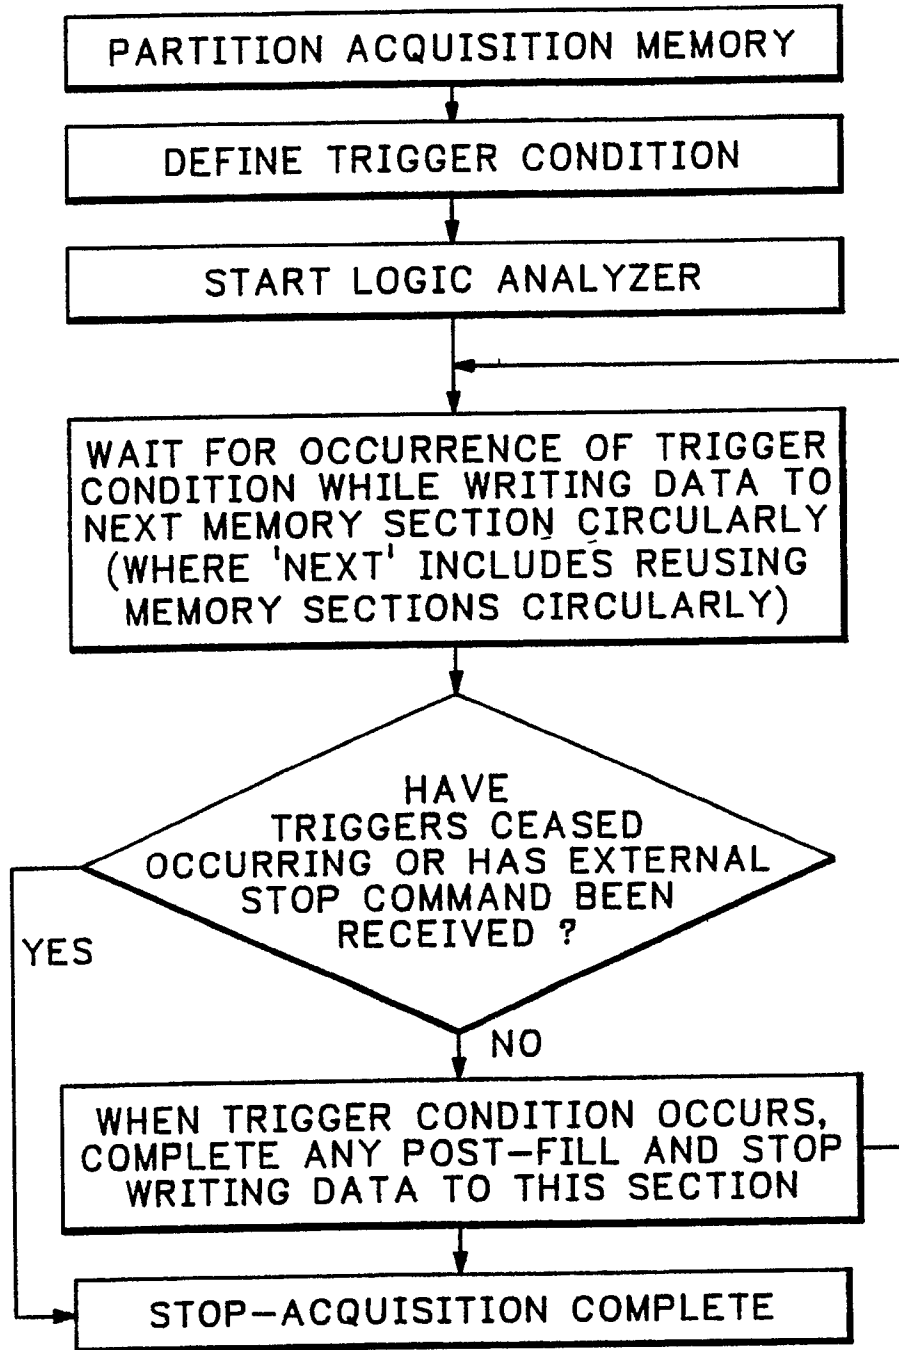 PARTITION ACQUISITION MEMORY
DEFINE TRIGGER CONDITION
START LOGIC ANALYZER
WAIT FOR OCCURRENCE OF TRIGGER
CONDITION WHILE WRITING DATA TO
NEXT MEMORY SECTION CIRCULARLY
(WHERE 'NEXT' INCLUDES REUSING
MEMORY SECTIONS CIRCULARLY)
HAVE
TRIGGERS CEASED
OCCURRING OR HAS EXTERNAL
STOP COMMAND BEEN
RECEIVED ?
YES
NO
WHEN TRIGGER CONDITION OCCURS,
COMPLETE ANY POST-FILL AND STOP
WRITING DATA TO THIS SECTION
STOP-ACQUISITION COMPLETE